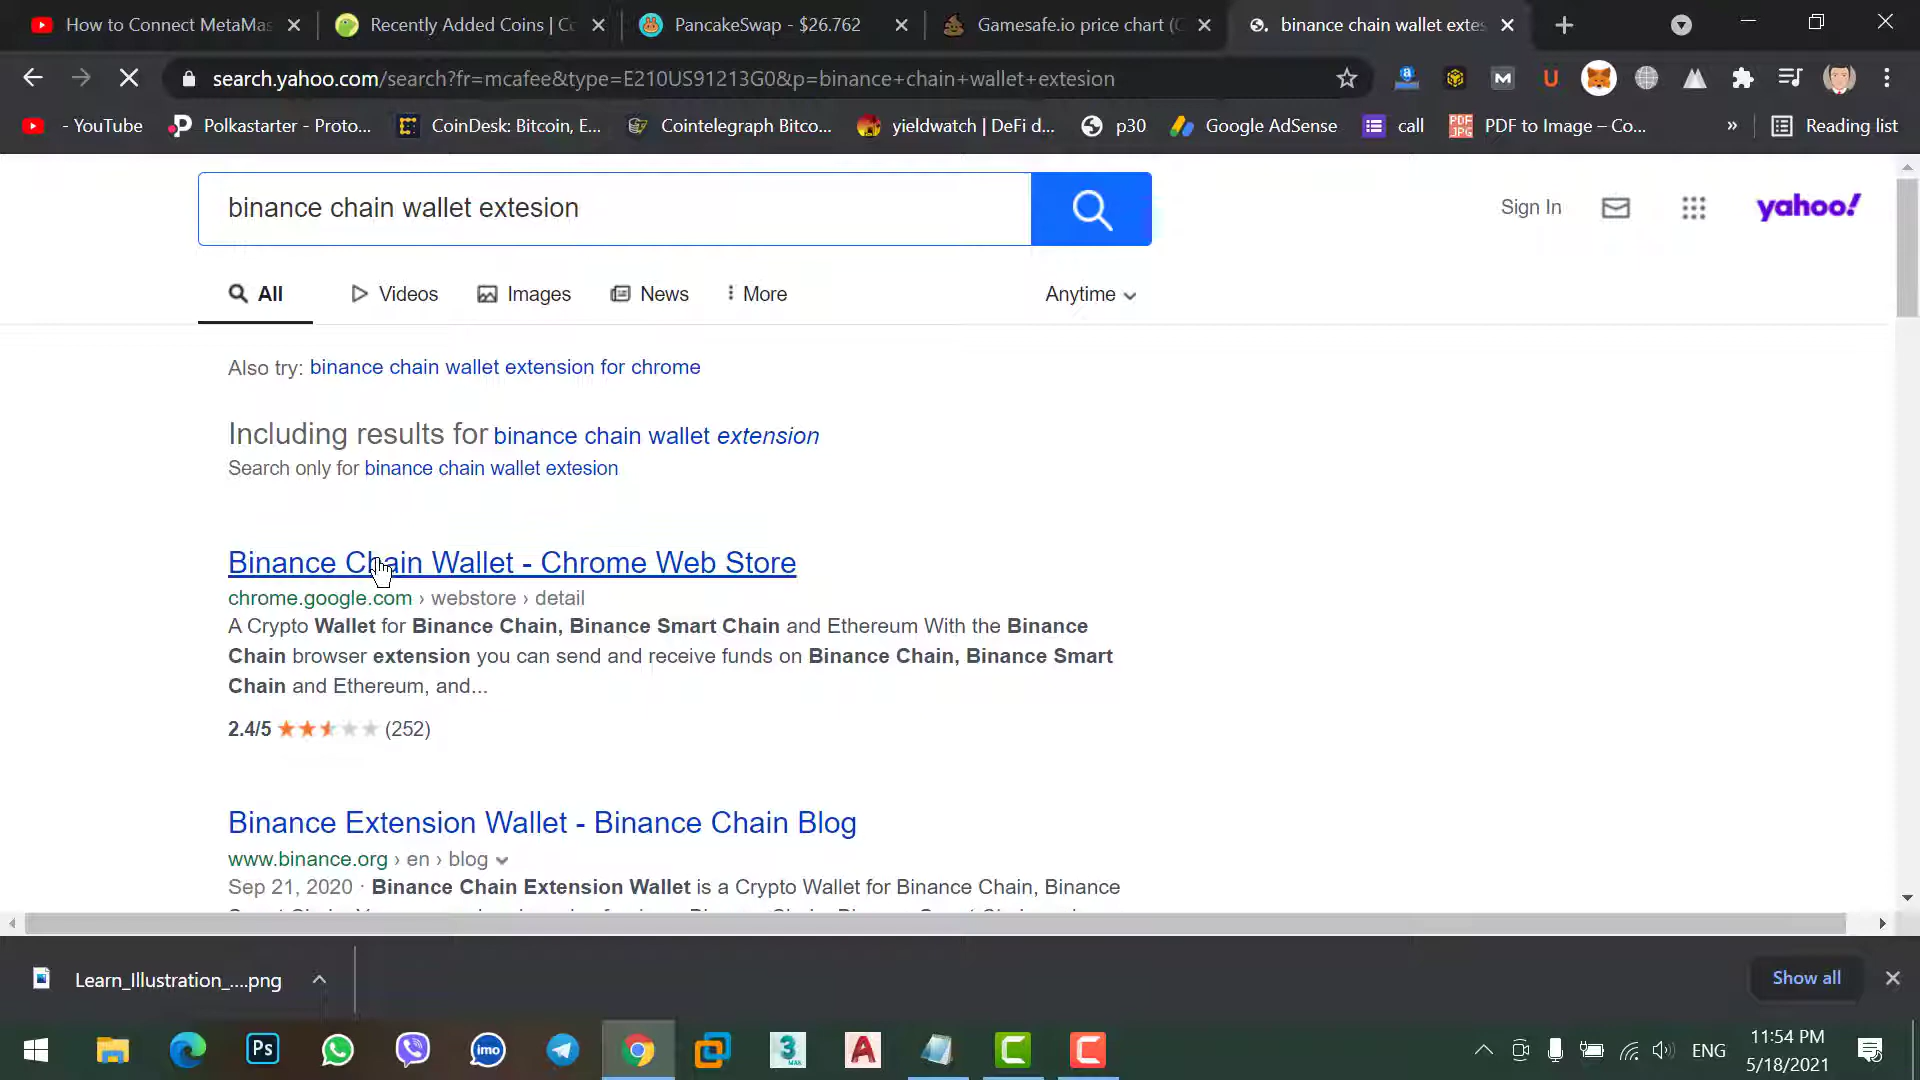 How to Connect MetaMas
Recently Added Coins | Co
PancakeSwap - $26.762
Gamesafe.io price chart (G
binance chain wallet extes
search.yahoo.com/search?fr=mcafee&type=E210US91213G0&p=binance+chain+wallet+extesion
- YouTube
Polkastarter - Proto...
CoinDesk: Bitcoin, E...
Cointelegraph Bitco...
yieldwatch | DeFi d...
p30
Google AdSense
call
PDF to Image – Co...
»
Reading list
binance chain wallet extesion
Sign In
yahoo!
All
Videos
Images
News
More
Anytime
Also try: binance chain wallet extension for chrome
Including results for binance chain wallet extension
Search only for binance chain wallet extesion
Binance Chain Wallet - Chrome Web Store
chrome.google.com › webstore › detail
A Crypto Wallet for Binance Chain, Binance Smart Chain and Ethereum With the Binance
Chain browser extension you can send and receive funds on Binance Chain, Binance Smart
Chain and Ethereum, and...
2.4/5 (252)
Binance Extension Wallet - Binance Chain Blog
www.binance.org › en › blog
Sep 21, 2020 · Binance Chain Extension Wallet is a Crypto Wallet for Binance Chain, Binance
Learn_Illustration_....png
Show all
Ps
imo
3
MAX
A
ENG
11:54 PM
5/18/2021